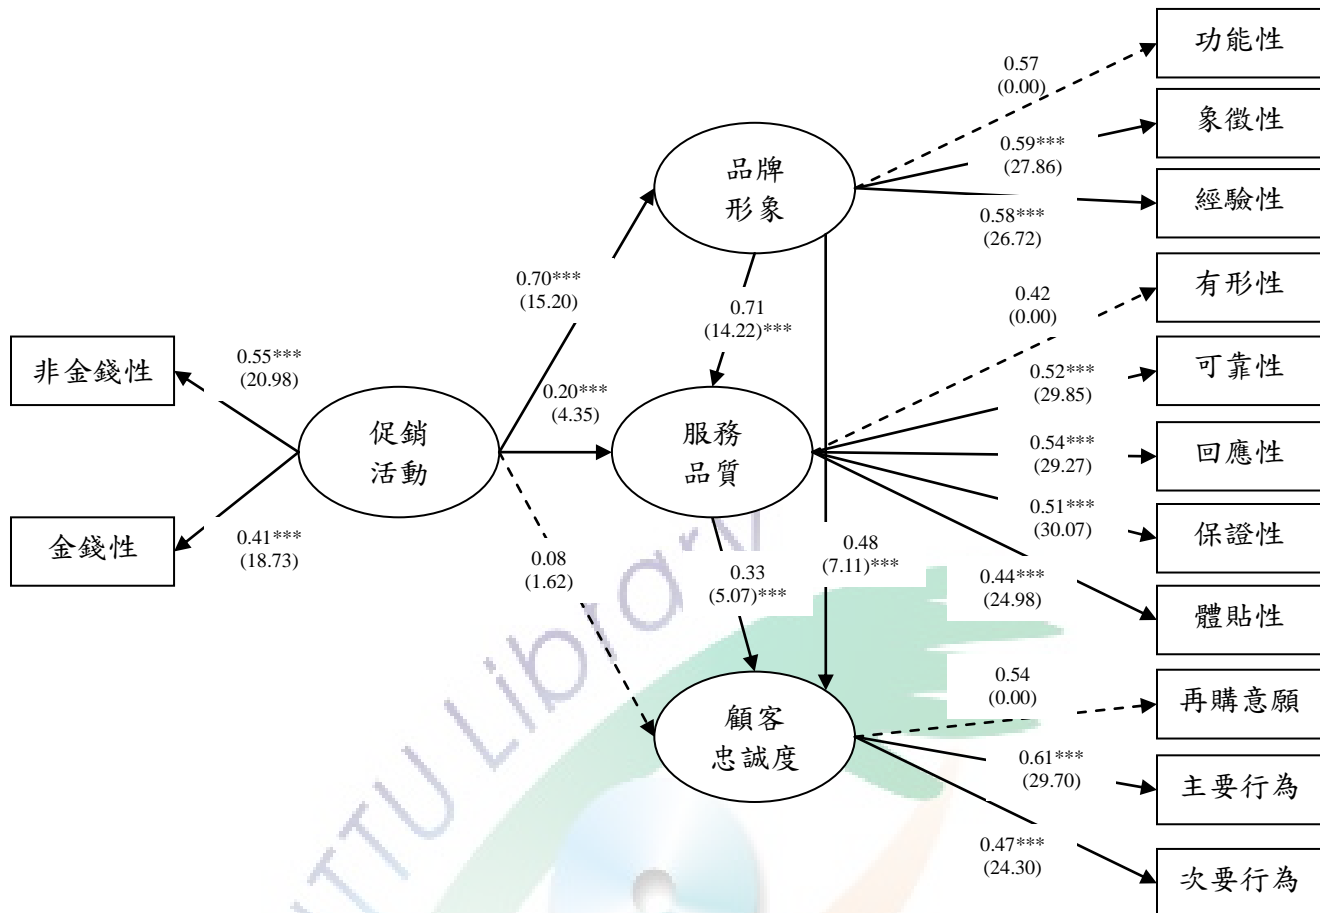 功能性
0.57
(0.00)
象徵性
0.59***
(27.86)
品牌
形象
經驗性
0.58***
(26.72)
有形性
0.42
(0.00)
0.70***
(15.20)
0.71
(14.22)***
可靠性
0.52***
(29.85)
非金錢性
0.55***
(20.98)
0.20***
(4.35)
促銷
活動
服務
品質
回應性
0.54***
(29.27)
0.51***
(30.07)
保證性
金錢性
0.41***
(18.73)
0.08
(1.62)
0.33
(5.07)***
0.48
(7.11)***
0.44***
(24.98)
體貼性
0.54
(0.00)
再購意願
顧客
忠誠度
0.61***
(29.70)
主要行為
0.47***
(24.30)
次要行為
TTU Library